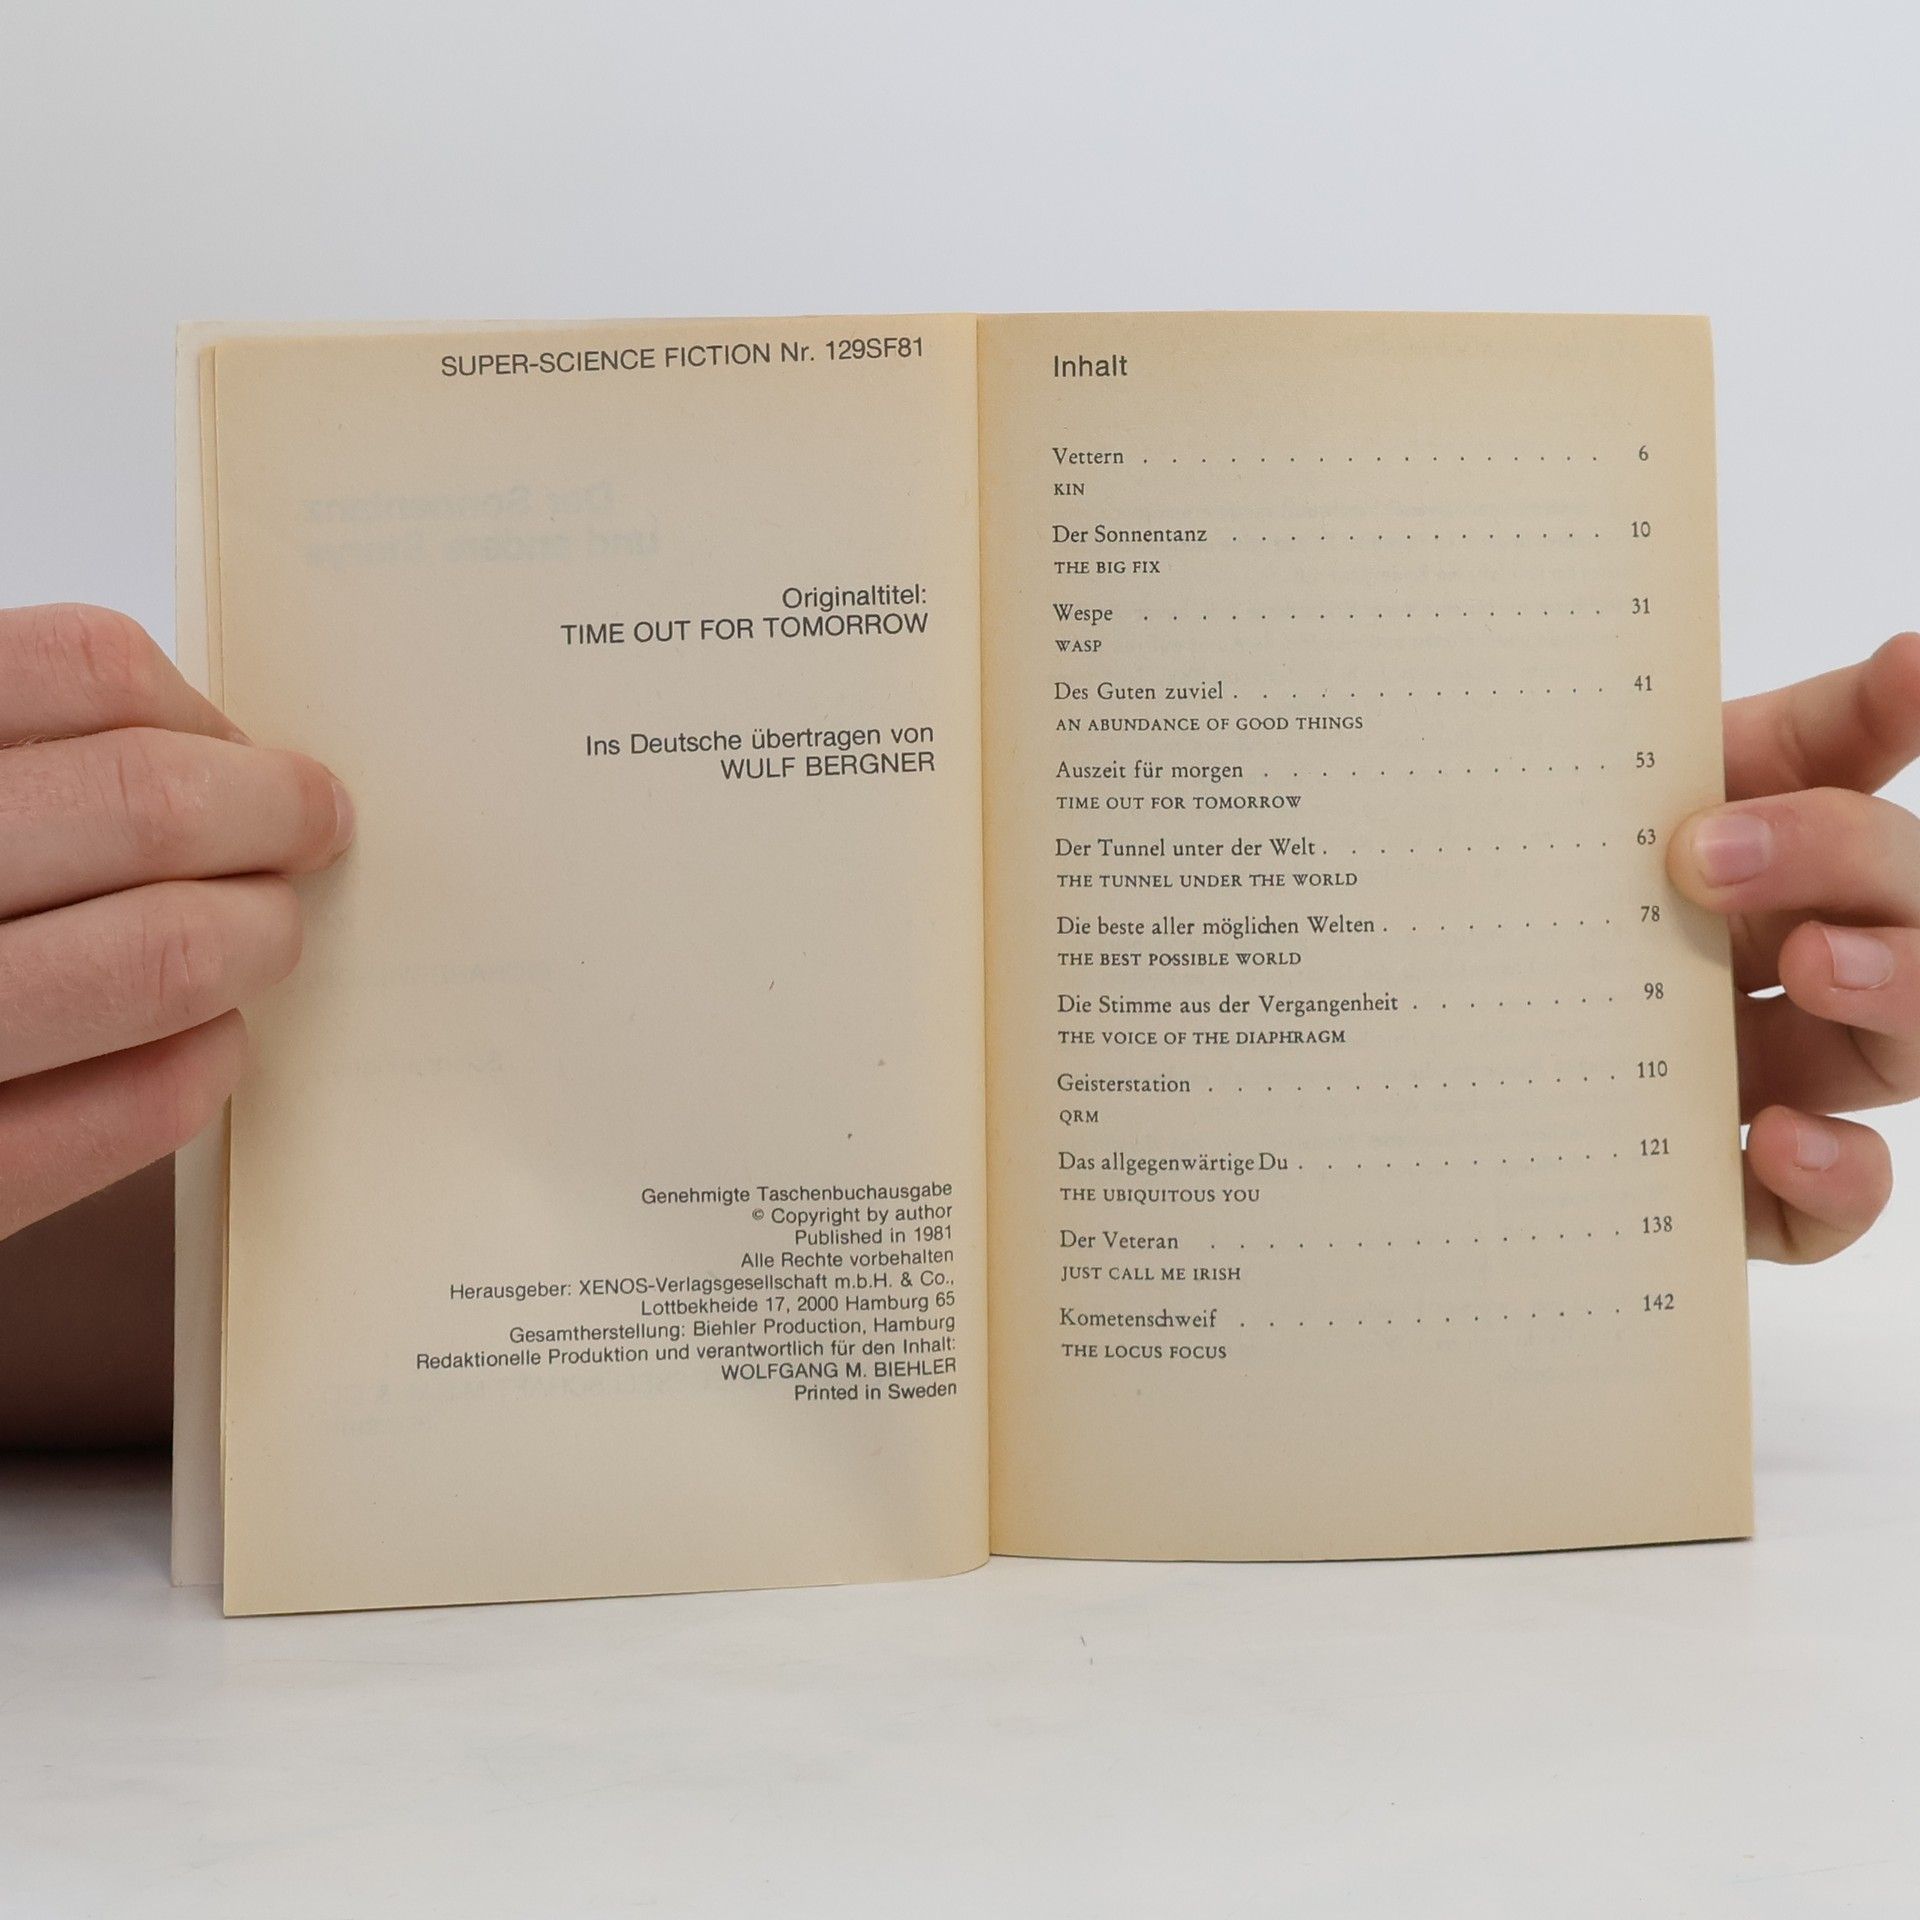 SUPER-SCIENCE FICTION Nr. 129SF81
Originaltitel:
TIME OUT FOR TOMORROW
Ins Deutsche übertragen von
WULF BERGNER
Genehmigte Taschenbuchausgabe
© Copyright by author
Published in 1981
Alle Rechte vorbehalten
Herausgeber: XENOS-Verlagsgesellschaft m.b.H. & Co.,
Lottbekheide 17, 2000 Hamburg 65
Gesamtherstellung: Biehler Production, Hamburg
Redaktionelle Produktion und verantwortlich für den Inhalt:
WOLFGANG M. BIEHLER
Printed in Sweden
Inhalt
Vettern . . . . . . . . . . . . . . . . 6
KIN
Der Sonnentanz . . . . . . . . . . . . . 10
THE BIG FIX
Wespe . . . . . . . . . . . . . . . . 31
WASP
Des Guten zuviel . . . . . . . . . . . . . 41
AN ABUNDANCE OF GOOD THINGS
Auszeit für morgen . . . . . . . . . . . . 53
TIME OUT FOR TOMORROW
Der Tunnel unter der Welt . . . . . . . . . . 63
THE TUNNEL UNDER THE WORLD
Die beste aller möglichen Welten . . . . . . . . 78
THE BEST POSSIBLE WORLD
Die Stimme aus der Vergangenheit . . . . . . . 98
THE VOICE OF THE DIAPHRAGM
Geisterstation . . . . . . . . . . . . . . 110
QRM
Das allgegenwärtige Du . . . . . . . . . . . 121
THE UBIQUITOUS YOU
Der Veteran . . . . . . . . . . . . . . 138
JUST CALL ME IRISH
Kometenschweif . . . . . . . . . . . . . 142
THE LOCUS FOCUS